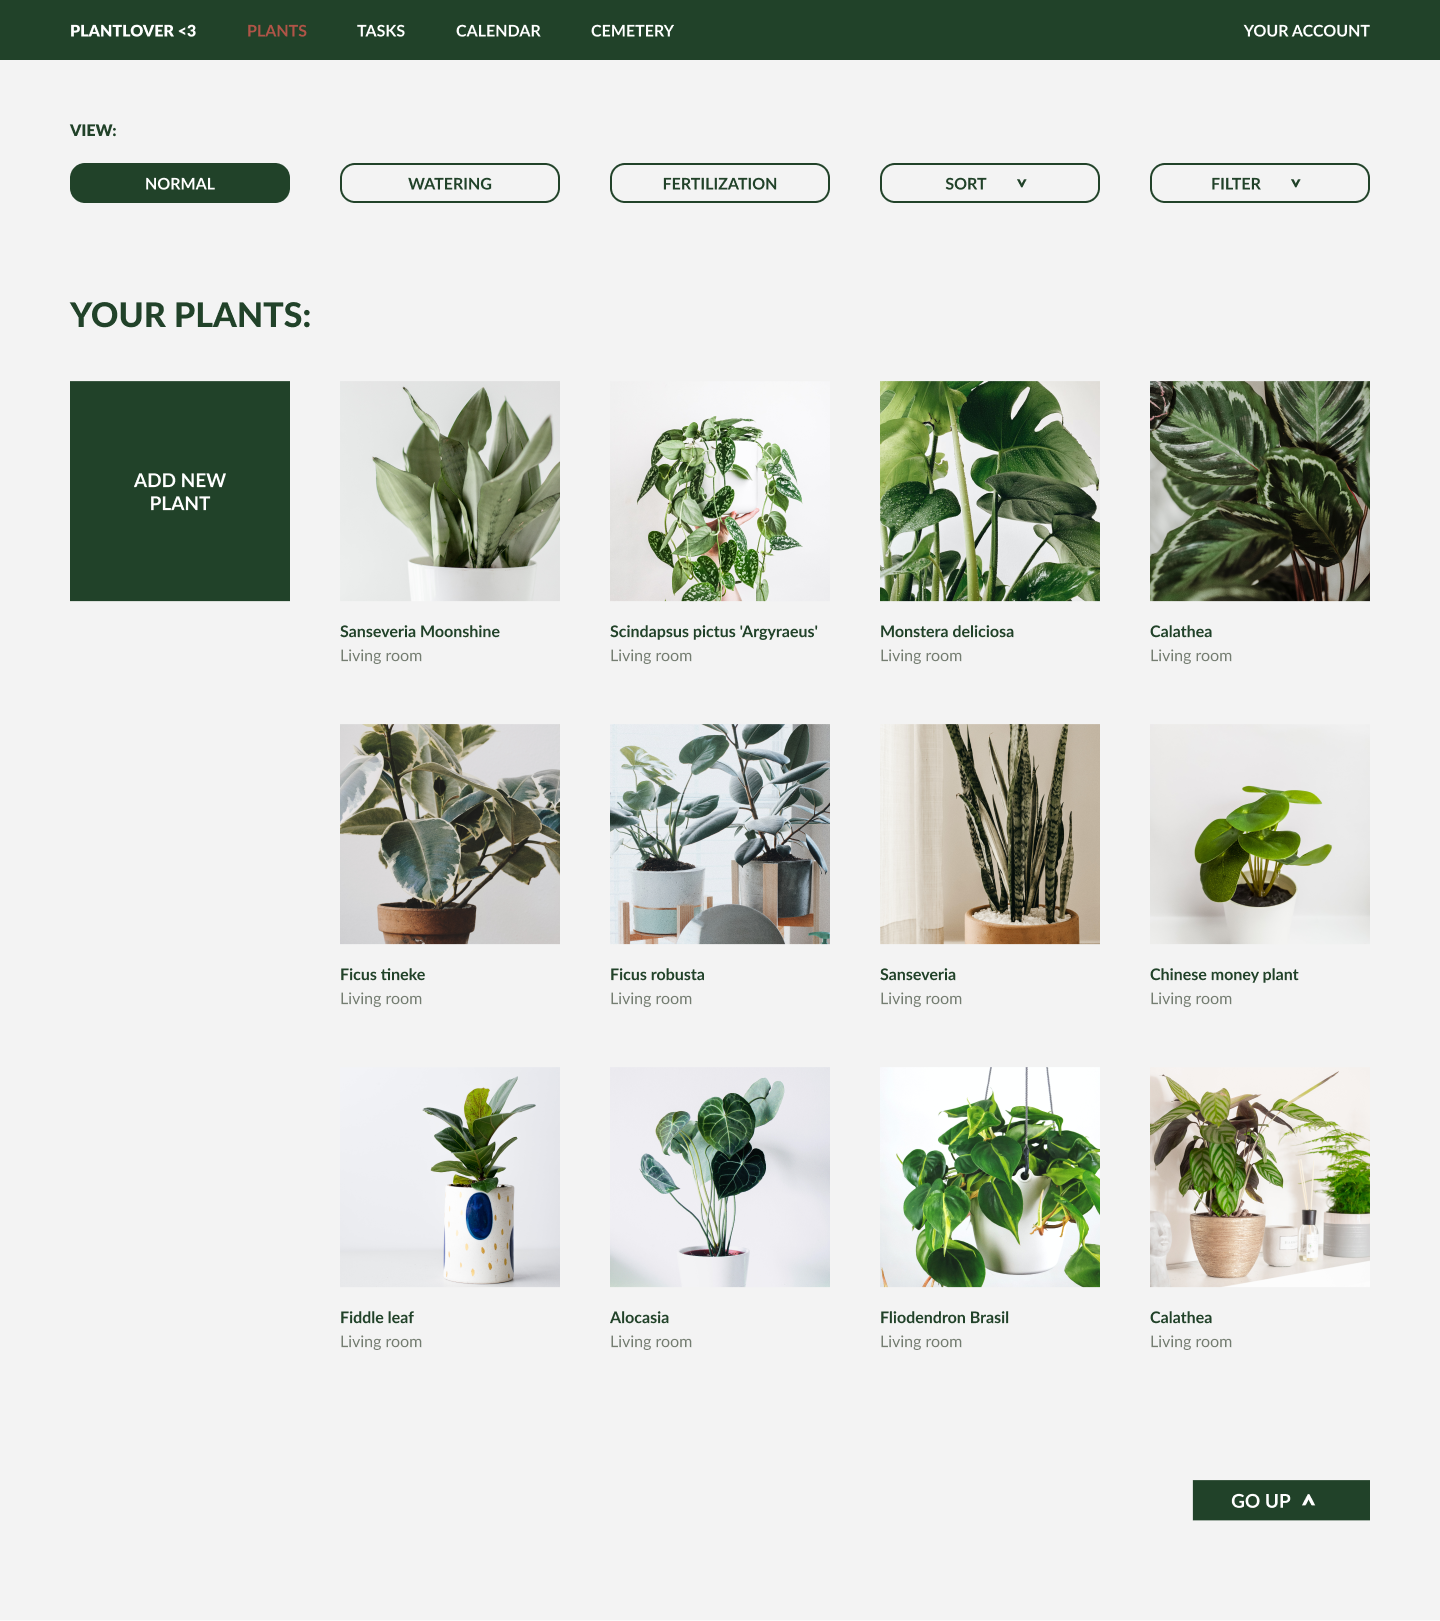 PLANTLOVER <3 PLANTS TASKS CALENDAR CEMETERY YOUR ACCOUNT
VIEW:
NORMAL WATERING FERTILIZATION SORT v FILTER v
YOUR PLANTS:
ADD NEW
PLANT
Sanseveria Moonshine
Living room
Scindapsus pictus 'Argyraeus'
Living room
Monstera deliciosa
Living room
Calathea
Living room
Ficus tineke
Living room
Ficus robusta
Living room
Sanseveria
Living room
Chinese money plant
Living room
Fiddle leaf
Living room
Alocasia
Living room
Fliodendron Brasil
Living room
Calathea
Living room
GO UP